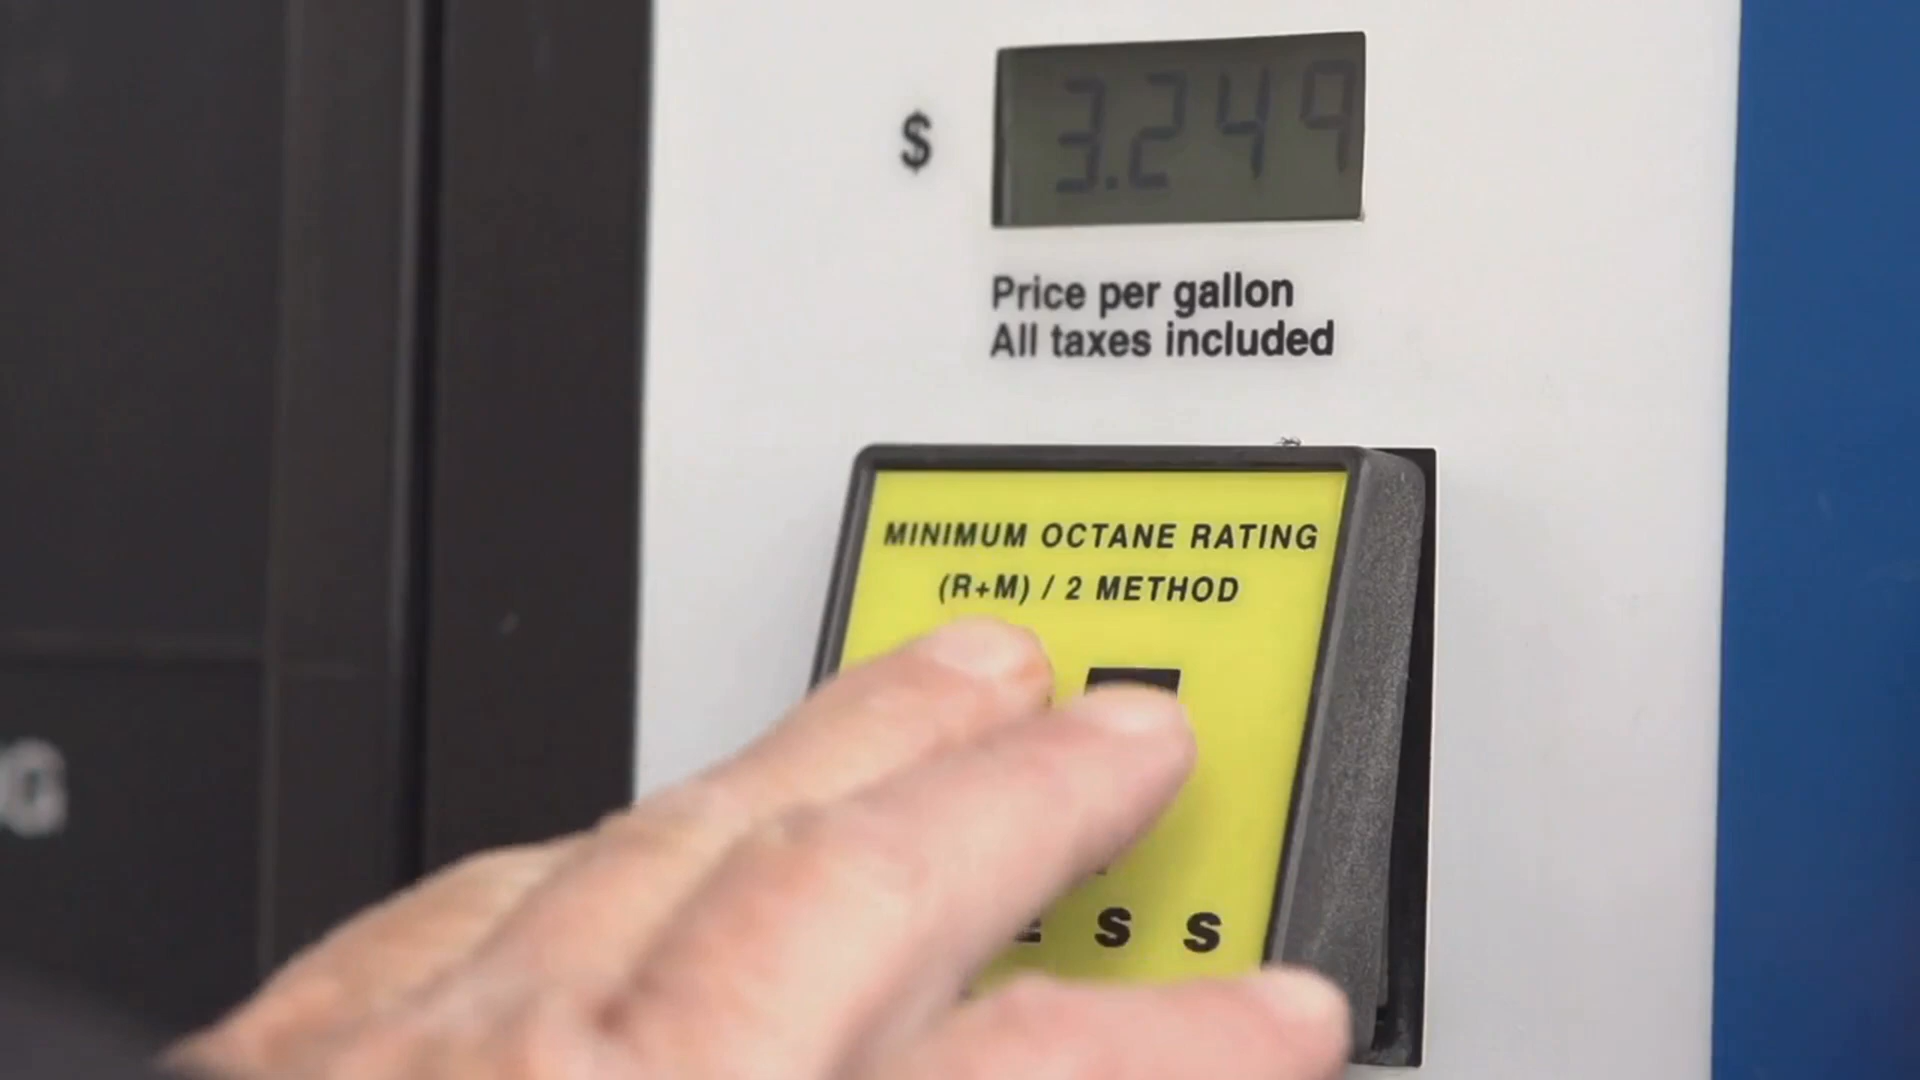 $ 3.249
Price per gallon
All taxes included
MINIMUM OCTANE RATING
(R+M) / 2 METHOD